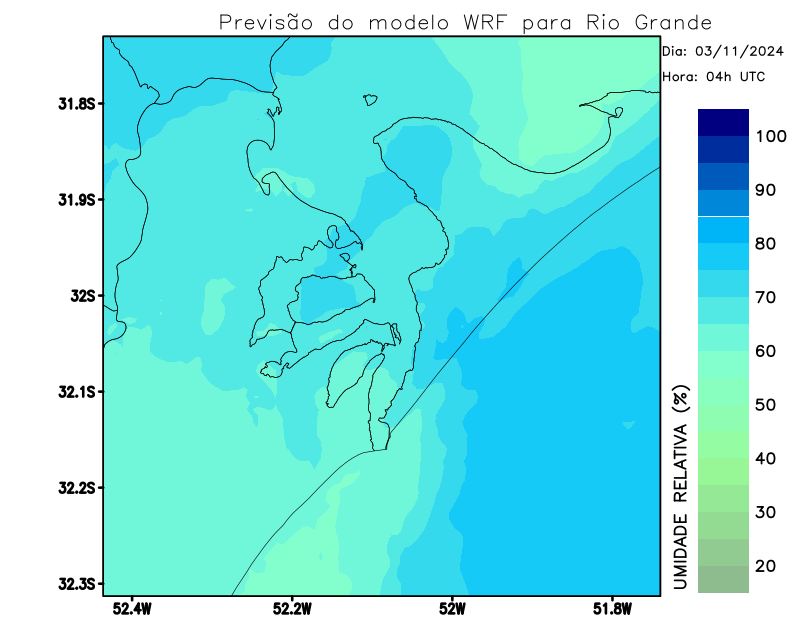 Previsão do modelo WRF para Rio Grande
Dia: 03/11/2024
Hora: 04h UTC
31.8S
31.9S
32S
32.1S
32.2S
32.3S
52.4W
52.2W
52W
51.8W
100
90
80
70
60
50
40
30
20
UMIDADE RELATIVA (%)